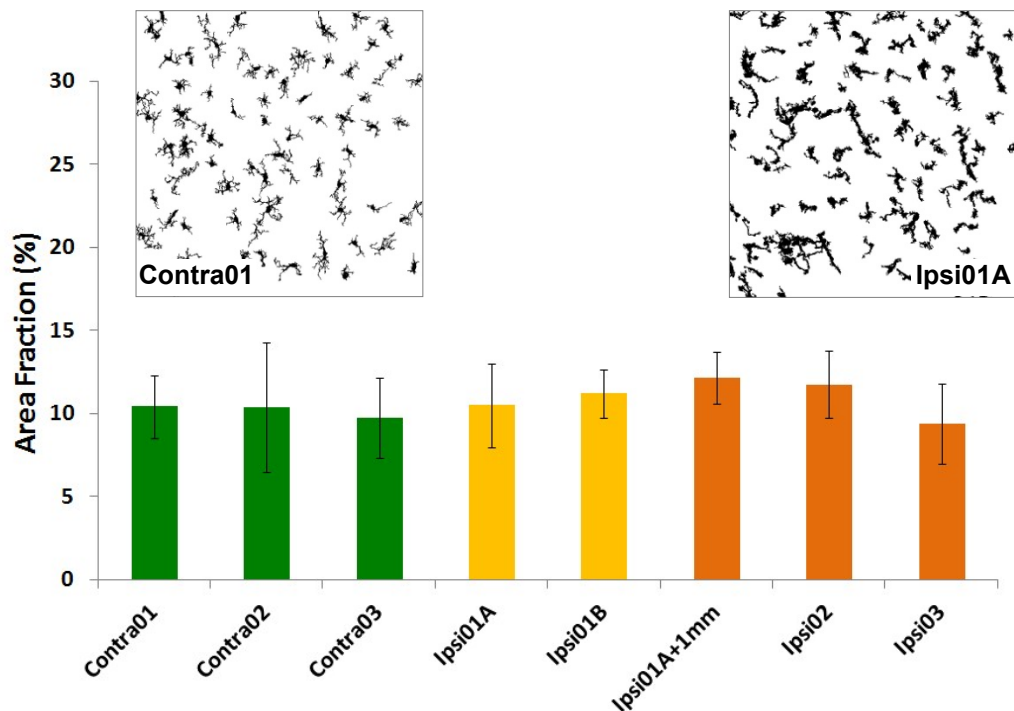 Contra01
Ipsi01A
Area Fraction (%)
30
25
20
15
10
5
0
Contra01
Contra02
Contra03
Ipsi01A
Ipsi01B
Ipsi01A+1mm
Ipsi02
Ipsi03